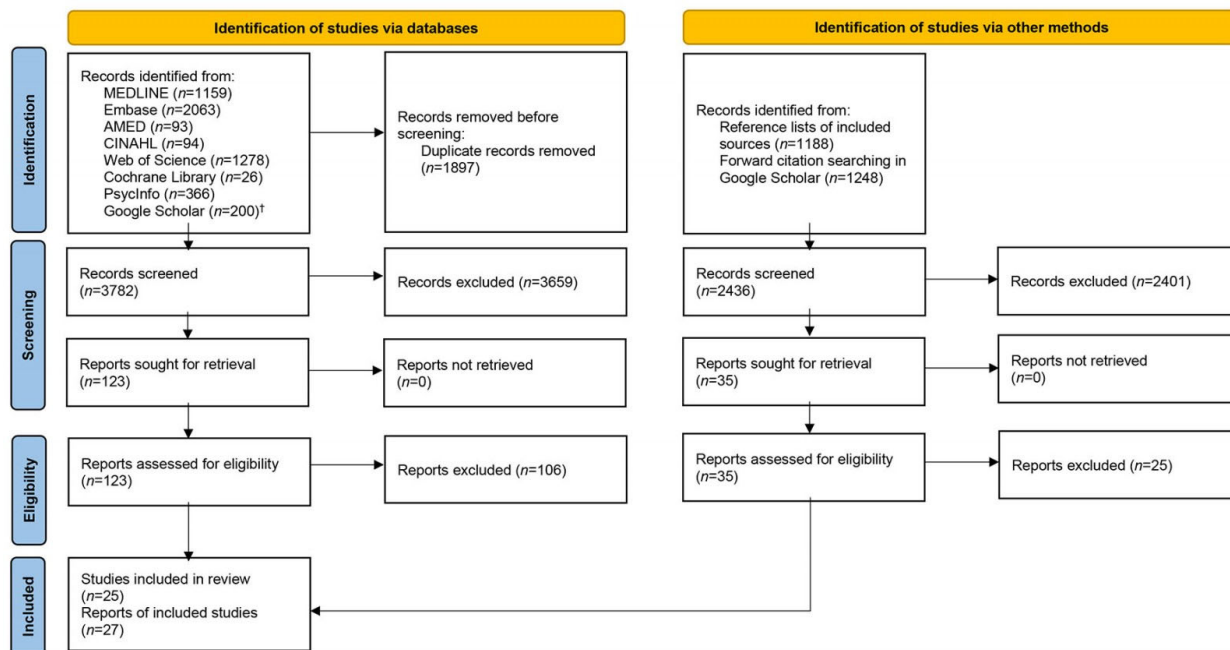 Identification of studies via databases
Identification of studies via other methods
Identification
Records identified from:
MEDLINE (n=1159)
Embase (n=2063)
AMED (n=93)
CINAHL (n=94)
Web of Science (n=1278)
Cochrane Library (n=26)
PsycInfo (n=366)
Google Scholar (n=200)†
Records removed before
screening:
Duplicate records removed
(n=1897)
Records identified from:
Reference lists of included
sources (n=1188)
Forward citation searching in
Google Scholar (n=1248)
Screening
Records screened
(n=3782)
Records excluded (n=3659)
Records screened
(n=2436)
Records excluded (n=2401)
Reports sought for retrieval
(n=123)
Reports not retrieved
(n=0)
Reports sought for retrieval
(n=35)
Reports not retrieved
(n=0)
Eligibility
Reports assessed for eligibility
(n=123)
Reports excluded (n=106)
Reports assessed for eligibility
(n=35)
Reports excluded (n=25)
Included
Studies included in review
(n=25)
Reports of included studies
(n=27)